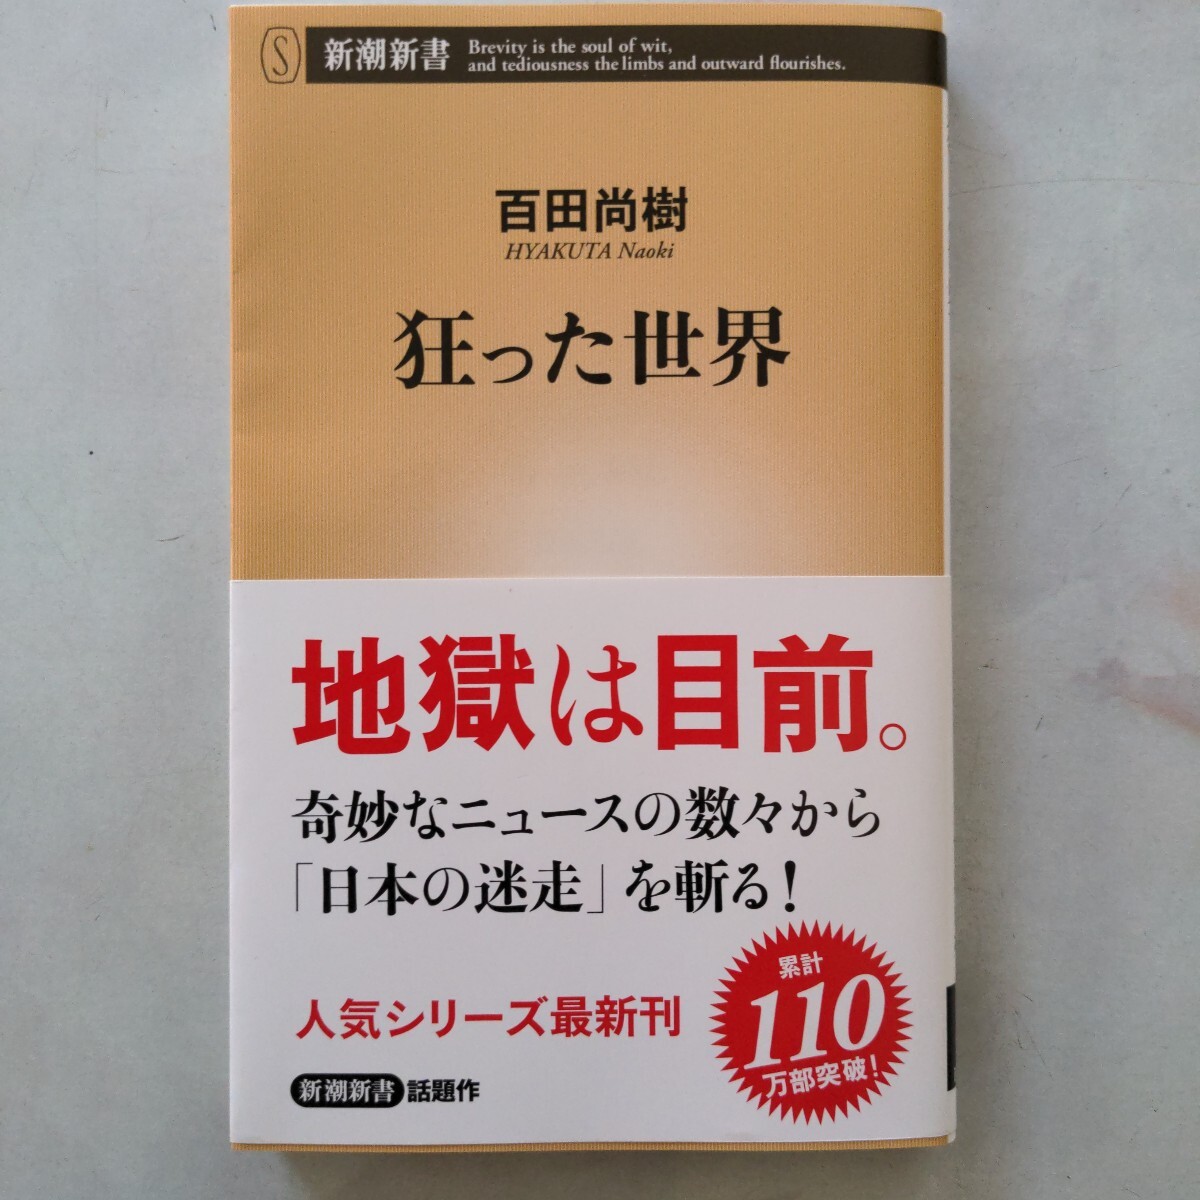 S
新潮新書
Brevity is the soul of wit,
and tediousness the limbs and outward flourishes.
百田尚樹
HYAKUTA Naoki
狂った世界
地獄は目前。
奇妙なニュースの数々から
「日本の迷走」を斬る!
人気シリーズ最新刊
累計
110
万部突破!
新潮新書 話題作